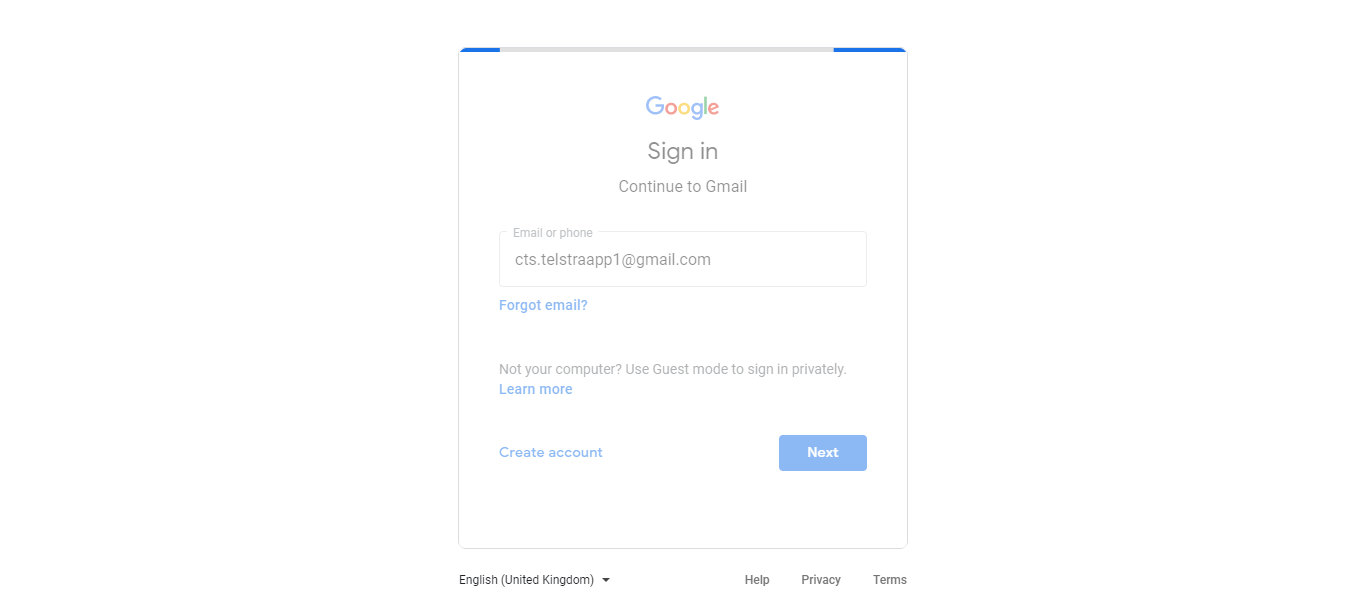 Google
Sign in
Continue to Gmail
Email or phone
cts.telstraapp1@gmail.com
Forgot email?
Not your computer? Use Guest mode to sign in privately.
Learn more
Create account
Next
English (United Kingdom)
Help
Privacy
Terms